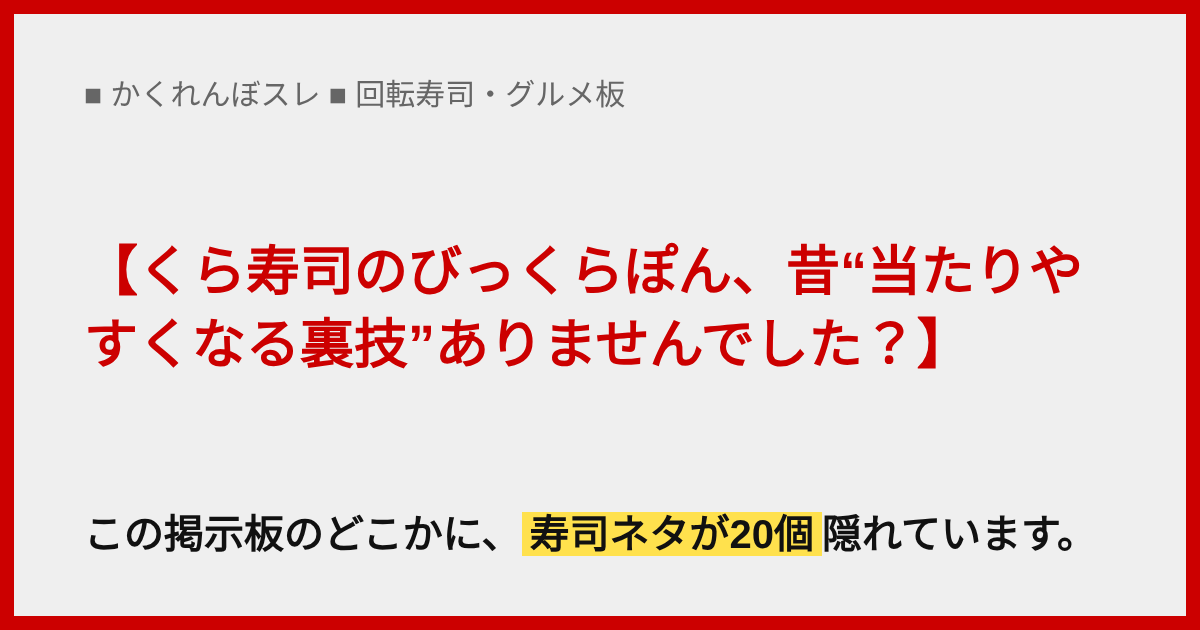 ■ かくれんぼスレ ■ 回転寿司・グルメ板
【くら寿司のびっくらぽん、昔“当たりや
すくなる裏技”ありませんでした？】
この掲示板のどこかに、寿司ネタが20個隠れています。